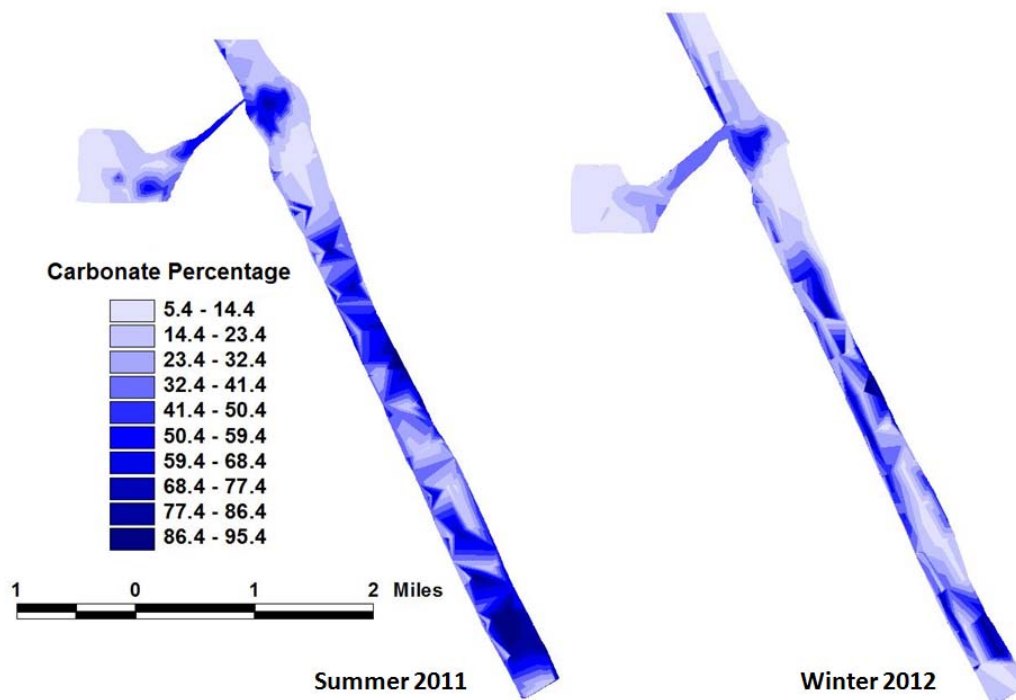 Carbonate Percentage
5.4 - 14.4
14.4 - 23.4
23.4 - 32.4
32.4 - 41.4
41.4 - 50.4
50.4 - 59.4
59.4 - 68.4
68.4 - 77.4
77.4 - 86.4
86.4 - 95.4
1 0 1 2 Miles
Summer 2011
Winter 2012